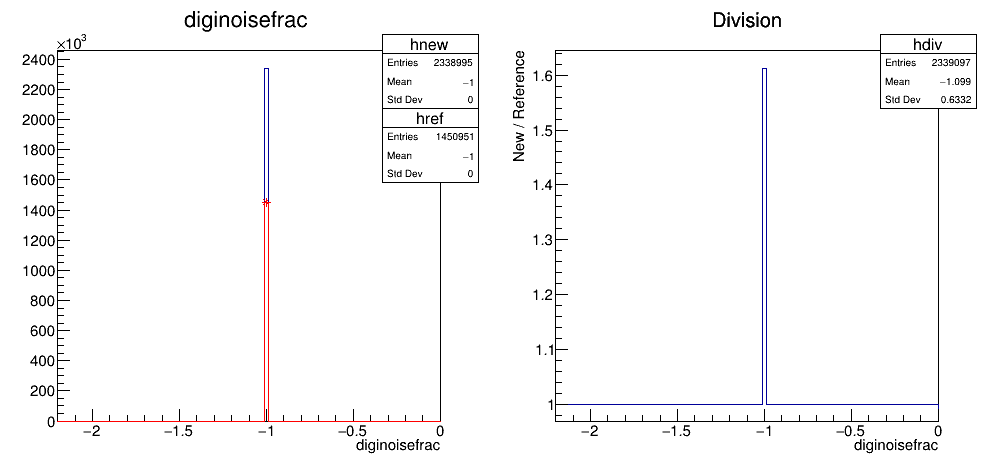 diginoisefrac
×10³
hnew
Entries 2338995
Mean −1
Std Dev 0
href
Entries 1450951
Mean −1
Std Dev 0
2400
2200
2000
1800
1600
1400
1200
1000
800
600
400
200
0
−2 −1.5 −1 −0.5 0
diginoisefrac
Division
hdiv
Entries 2339097
Mean −1.099
Std Dev 0.6332
New / Reference
1.6
1.5
1.4
1.3
1.2
1.1
1
−2 −1.5 −1 −0.5 0
diginoisefrac